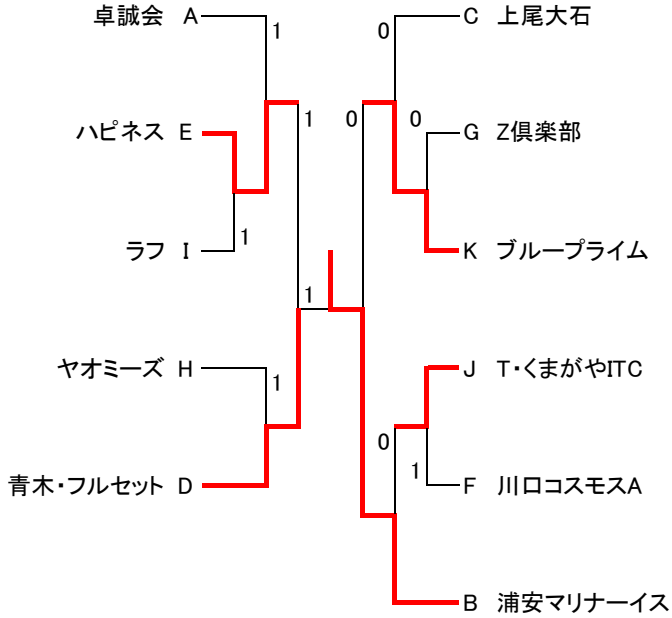 卓誠会 A
1
0
C 上尾大石
1
0
0
ハピネス E
G Z倶楽部
ラフ I
1
K ブループライム
1
ヤオミーズ H
1
J T・くまがやITC
0
1
青木・フルセット D
F 川口コスモスA
B 浦安マリナーイス